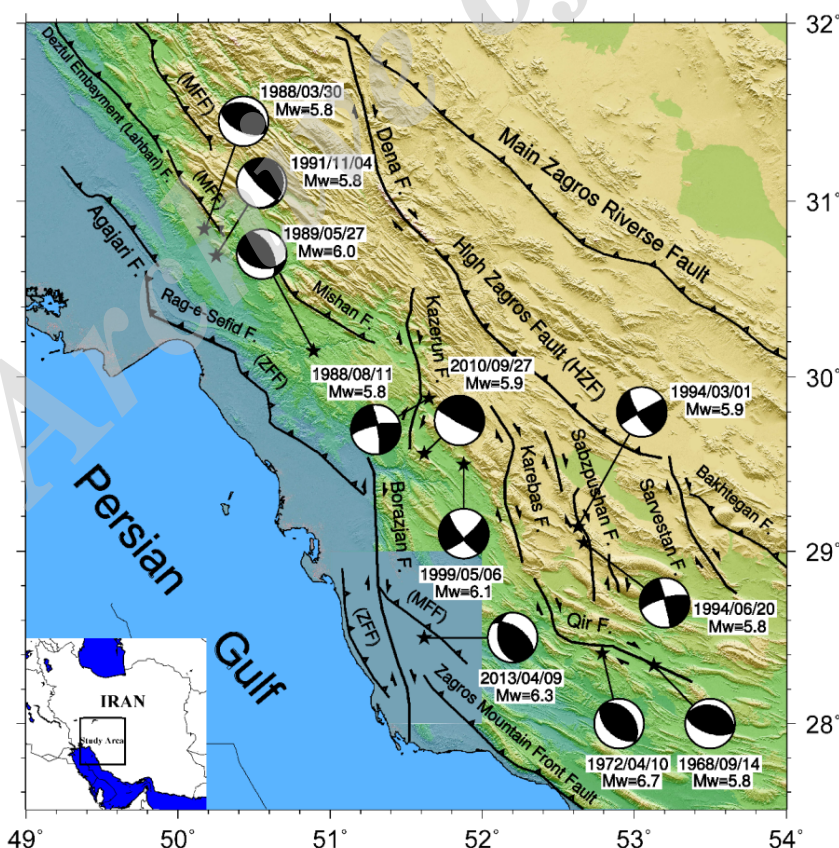 Archive of
32°
31°
30°
29°
28°
49°
50°
51°
52°
53°
54°
Dezful Embayment (Lahbari) F.
(MFF)
1988/03/30
Mw=5.8
1991/11/04
Mw=5.8
(MFF)
1989/05/27
Mw=6.0
Dena F.
Main Zagros Riverse Fault
High Zagros Fault (HZF)
Agajari F.
Rag-e-Sefid F.
(ZFF)
Mishan F.
Kazerun F.
1988/08/11
Mw=5.8
2010/09/27
Mw=5.9
1994/03/01
Mw=5.9
Karebas F.
Sabzpushan F.
Sarvestan F.
Bakhtegan F.
Borazjan F.
1999/05/06
Mw=6.1
1994/06/20
Mw=5.8
(MFF)
(ZFF)
Qir F.
2013/04/09
Mw=6.3
Zagros Mountain Front Fault
1972/04/10
Mw=6.7
1968/09/14
Mw=5.8
Persian
Gulf
IRAN
Study Area